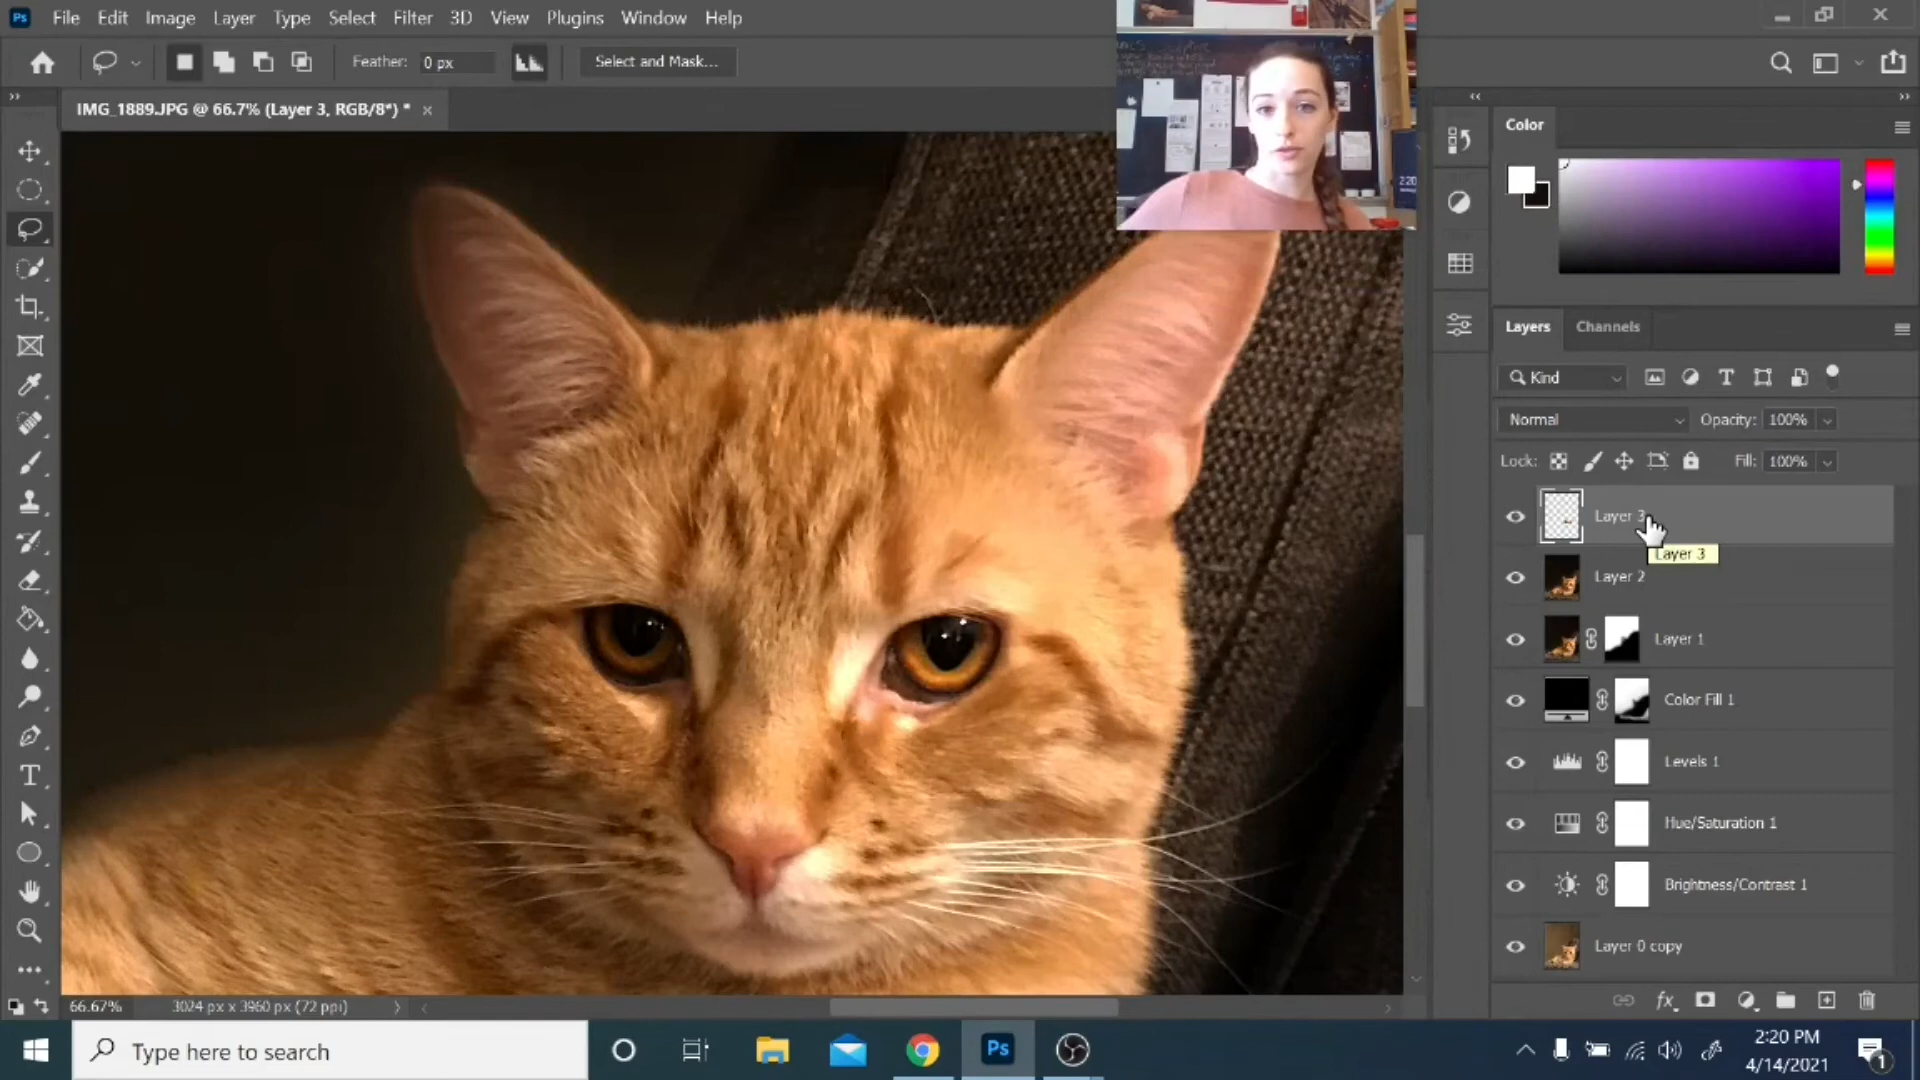 Ps File Edit Image Layer Type Select Filter 3D View Plugins Window Help
Feather: 0 px Select and Mask...
IMG_1889.JPG @ 66.7% (Layer 3, RGB/8*) *
Color
Layers Channels
Kind
Normal Opacity: 100%
Lock: Fill: 100%
Layer 3
Layer 3
Layer 2
Layer 1
Color Fill 1
Levels 1
Hue/Saturation 1
Brightness/Contrast 1
Layer 0 copy
fx
66.67% 3024 px x 3960 px (72 ppi)
Type here to search
Ps
2:20 PM
4/14/2021
1